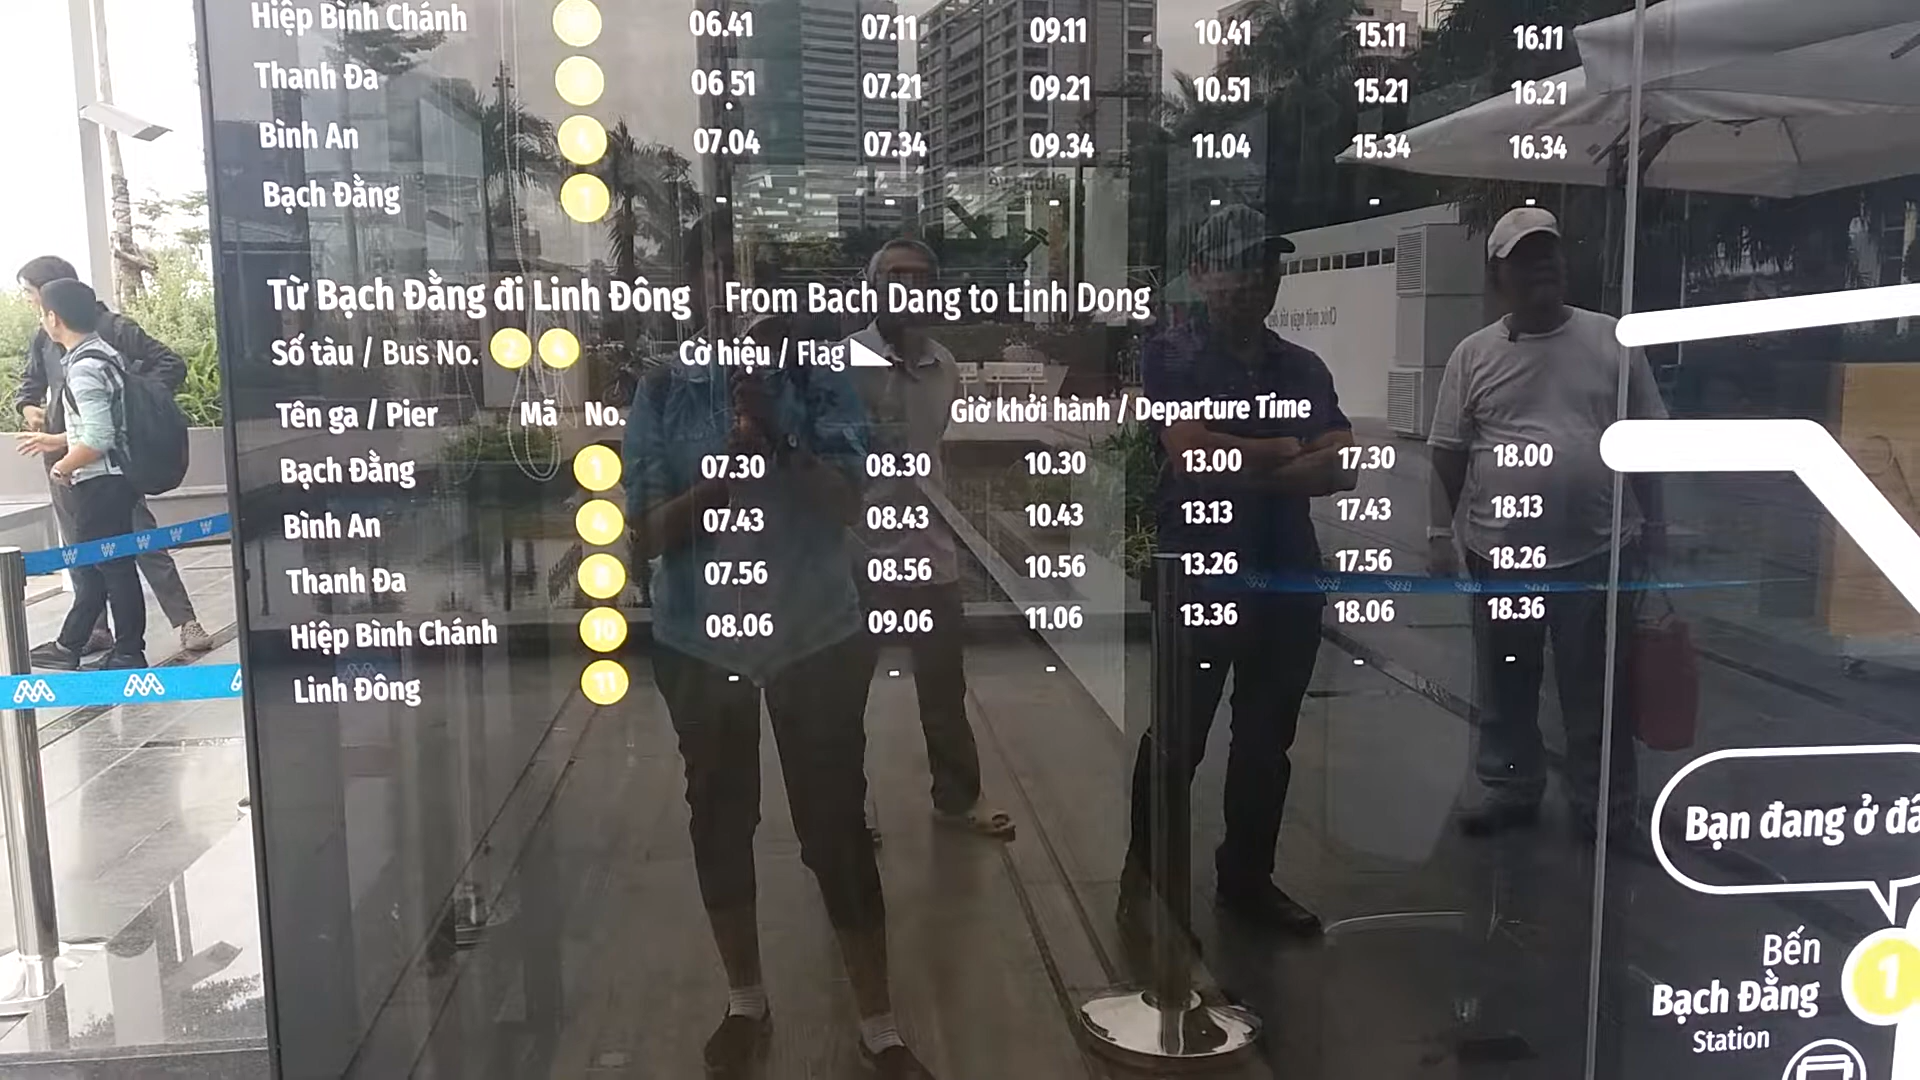 Hiệp Bình Chánh 06.41 07.11 09.11 10.41 15.11 16.11
Thanh Đa 06 51 07.21 09.21 10.51 15.21 16.21
Bình An 4 07.04 07.34 09.34 11.04 15.34 16.34
Bạch Đằng 1 - - - - - -
Từ Bạch Đằng đi Linh Đông From Bach Dang to Linh Dong
Số tàu / Bus No. 2 4 Cờ hiệu / Flag
Tên ga / Pier Mã No. Giờ khởi hành / Departure Time
Bạch Đằng 1 07.30 08.30 10.30 13.00 17.30 18.00
Bình An 4 07.43 08.43 10.43 13.13 17.43 18.13
Thanh Đa 8 07.56 08.56 10.56 13.26 17.56 18.26
Hiệp Bình Chánh 10 08.06 09.06 11.06 13.36 18.06 18.36
Linh Đông 11 - - - - - -
Bạn đang ở
Bến
Bạch Đằng
Station
1